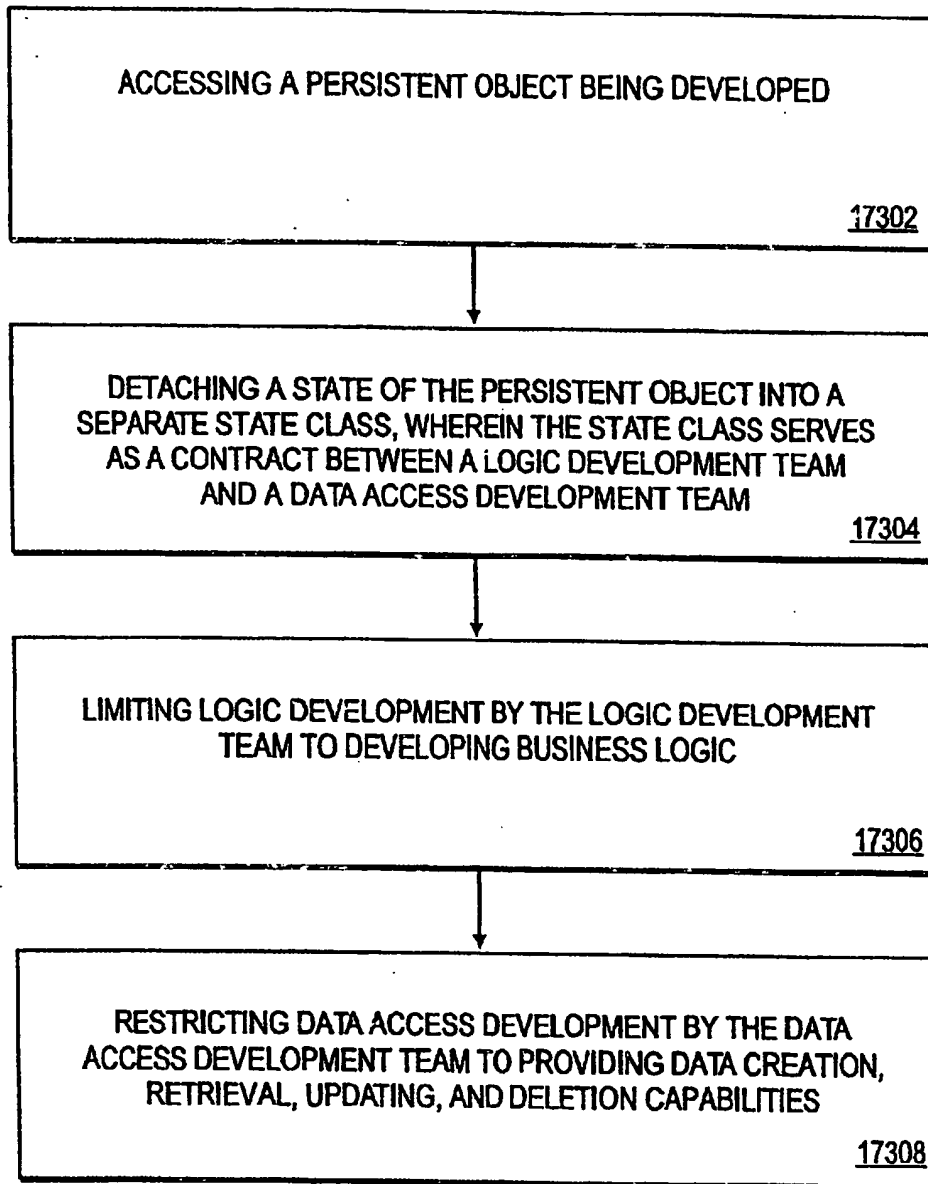 ACCESSING A PERSISTENT OBJECT BEING DEVELOPED
17302
DETACHING A STATE OF THE PERSISTENT OBJECT INTO A
SEPARATE STATE CLASS, WHEREIN THE STATE CLASS SERVES
AS A CONTRACT BETWEEN A LOGIC DEVELOPMENT TEAM
AND A DATA ACCESS DEVELOPMENT TEAM
17304
LIMITING LOGIC DEVELOPMENT BY THE LOGIC DEVELOPMENT
TEAM TO DEVELOPING BUSINESS LOGIC
17306
RESTRICTING DATA ACCESS DEVELOPMENT BY THE DATA
ACCESS DEVELOPMENT TEAM TO PROVIDING DATA CREATION,
RETRIEVAL, UPDATING, AND DELETION CAPABILITIES
17308